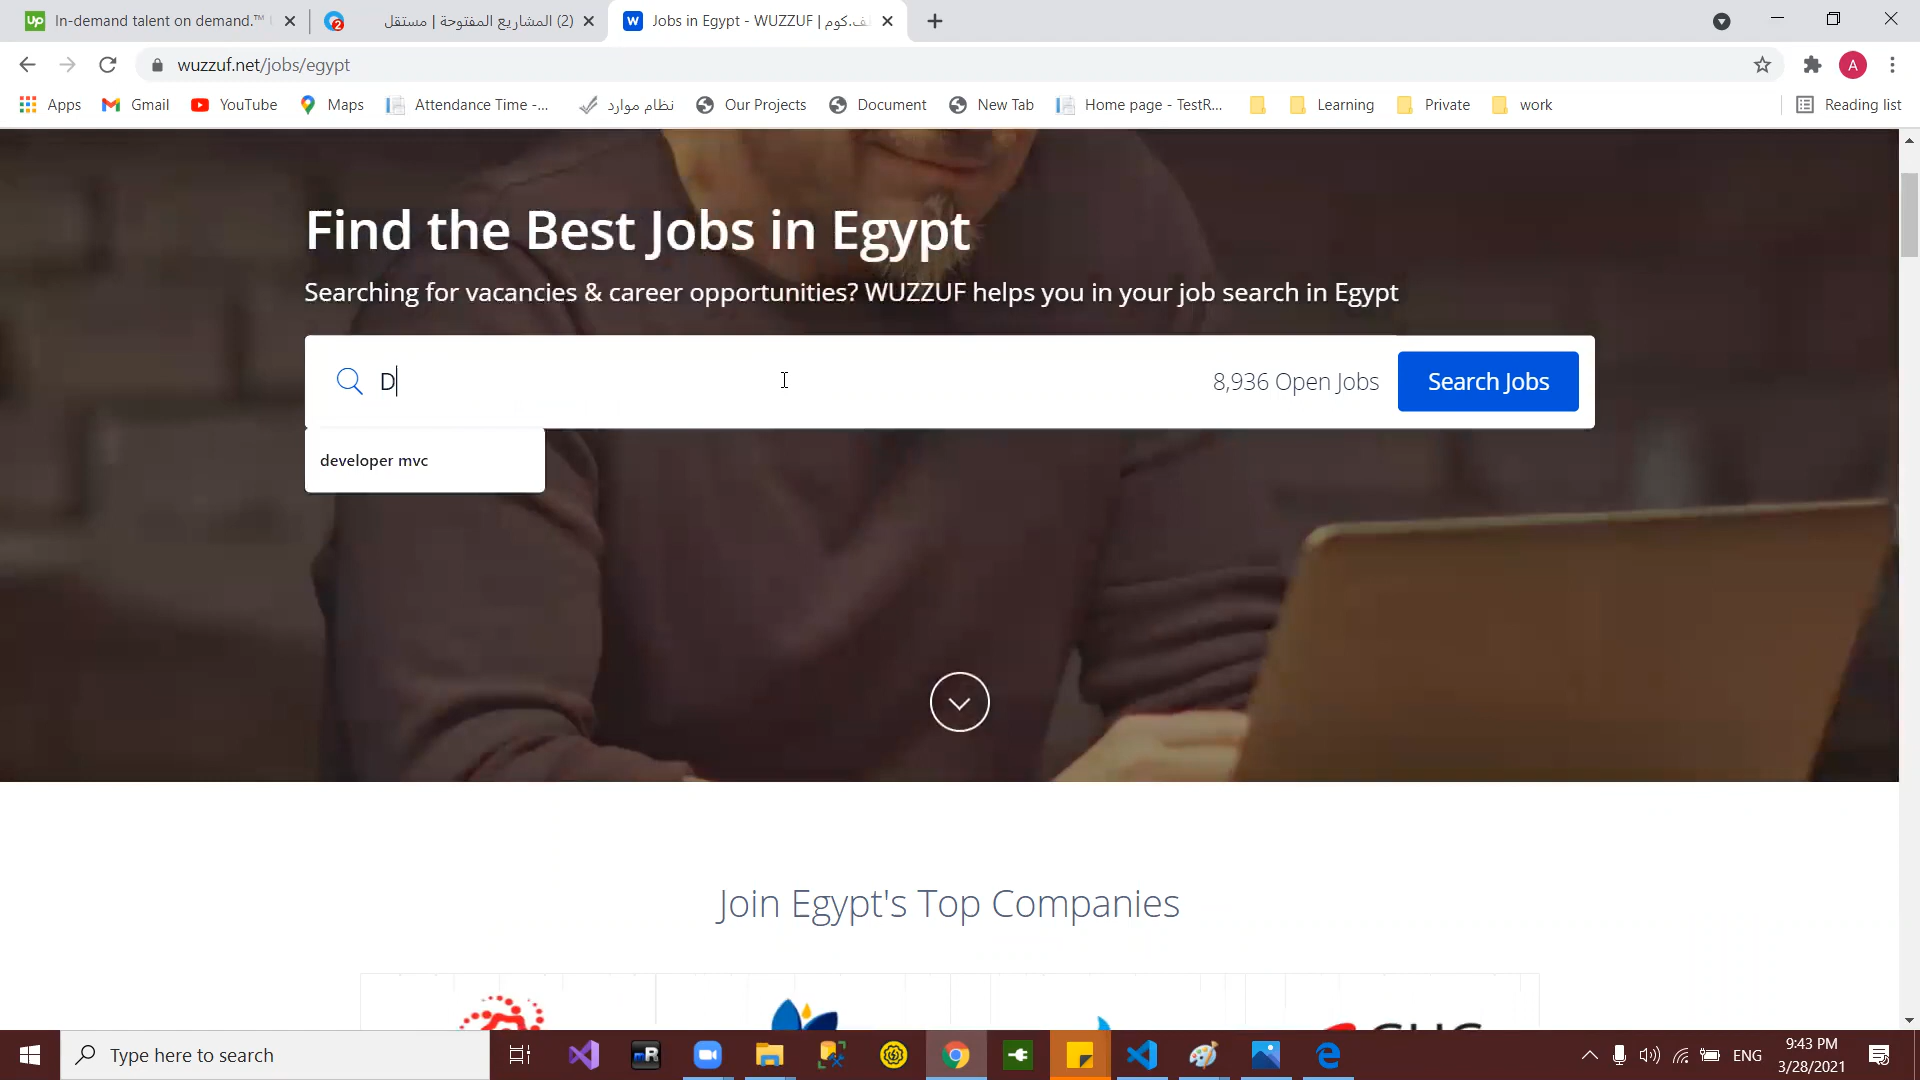 Up In-demand talent on demand.™
2 (2) المشاريع المفتوحة | مستقل
W Jobs in Egypt - WUZZUF | ف.كوم
wuzzuf.net/jobs/egypt
A
Apps Gmail YouTube Maps Attendance Time -... نظام موارد Our Projects Document New Tab Home page - TestR... Learning Private work Reading list
Find the Best Jobs in Egypt
Searching for vacancies & career opportunities? WUZZUF helps you in your job search in Egypt
D 8,936 Open Jobs Search Jobs
developer mvc
Join Egypt's Top Companies
Type here to search
mR
ENG
9:43 PM
3/28/2021